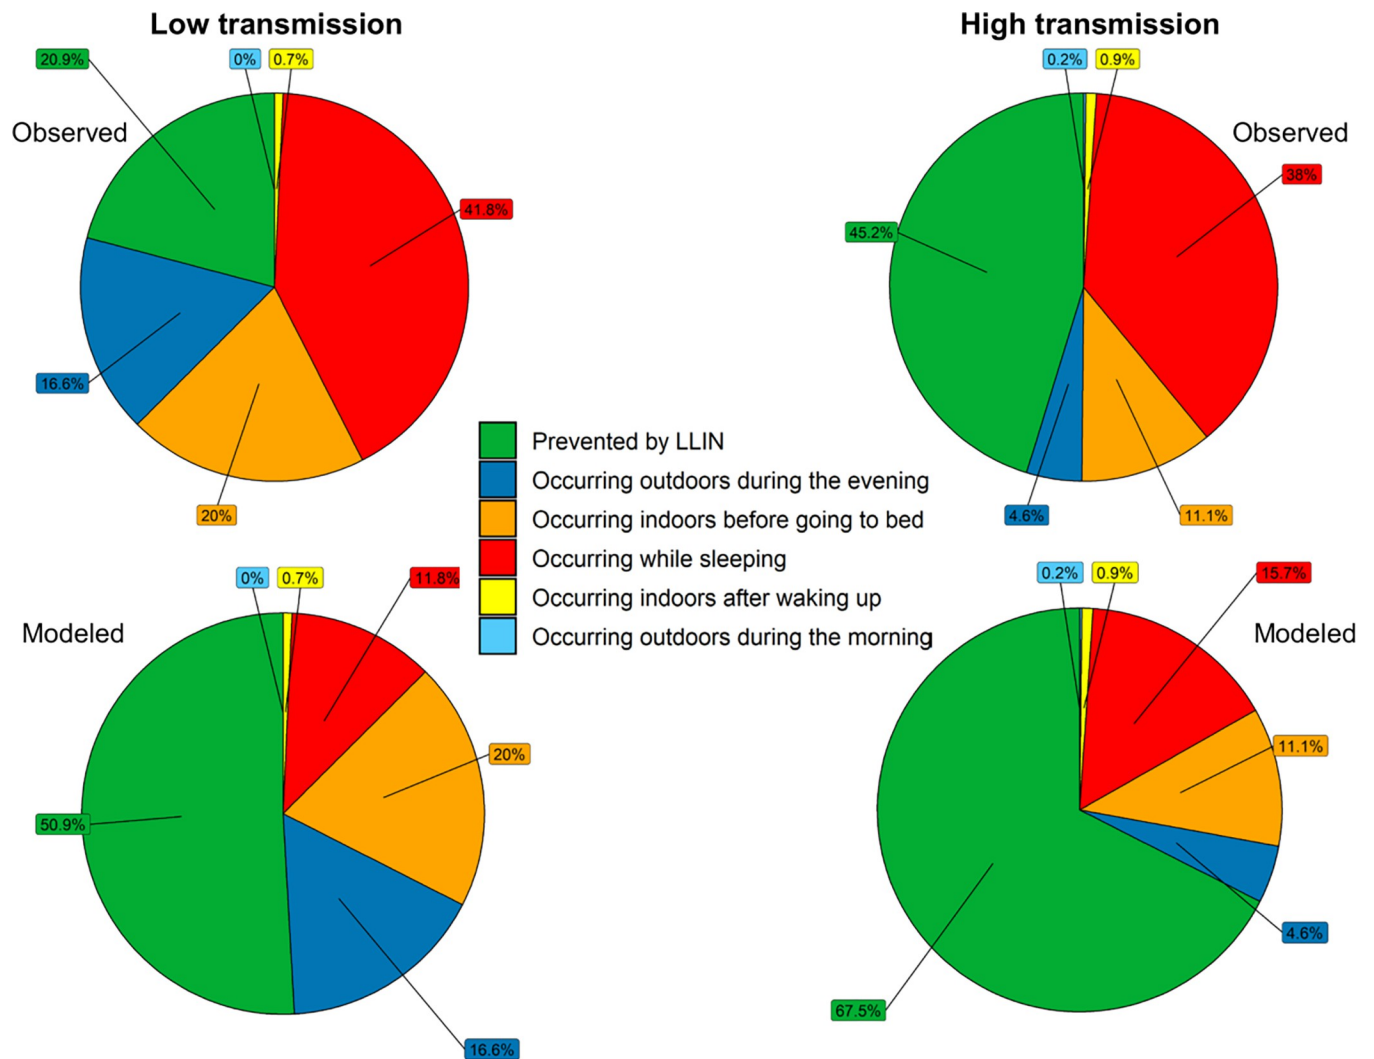 Low transmission
High transmission
20.9%
0%
0.7%
0.2%
0.9%
Observed
Observed
38%
41.8%
45.2%
16.6%
20%
4.6%
11.1%
Prevented by LLIN
Occurring outdoors during the evening
Occurring indoors before going to bed
Occurring while sleeping
Occurring indoors after waking up
Occurring outdoors during the morning
0%
0.7%
11.8%
0.2%
0.9%
15.7%
Modeled
Modeled
20%
11.1%
50.9%
4.6%
67.5%
16.6%